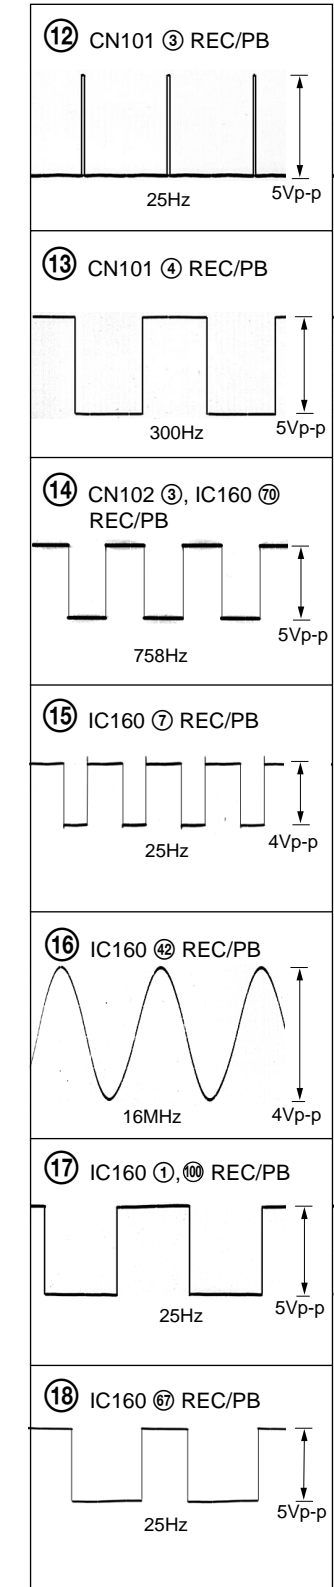 ⑫ CN101 ③ REC/PB
25Hz
5Vp-p
⑬ CN101 ④ REC/PB
300Hz
5Vp-p
⑭ CN102 ③, IC160 ⑦⓪
REC/PB
758Hz
5Vp-p
⑮ IC160 ⑦ REC/PB
25Hz
4Vp-p
⑯ IC160 ㊷ REC/PB
16MHz
4Vp-p
⑰ IC160 ①,⑩⓪ REC/PB
25Hz
5Vp-p
⑱ IC160 ⑥⑦ REC/PB
25Hz
5Vp-p